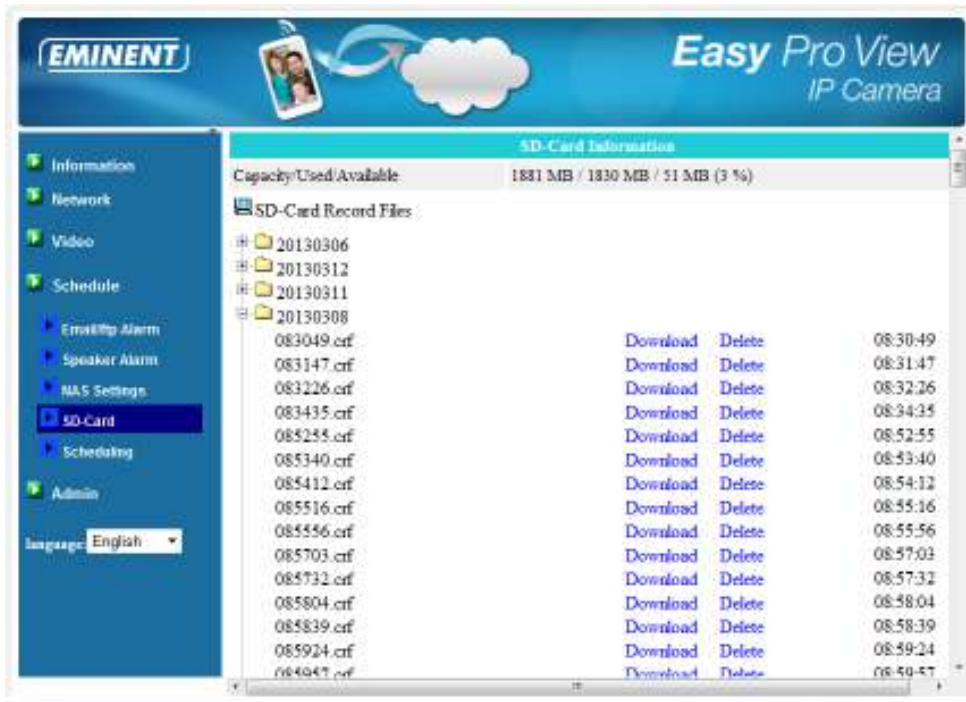 EMINENT
Easy Pro View
IP Camera
Information
Network
Video
Schedule
Email/ftp Alarm
Speaker Alarm
NAS Settings
SD-Card
Scheduling
Admin
language: English
SD-Card Information
Capacity/Used/Available 1881 MB / 1830 MB / 51 MB (3 %)
SD-Card Record Files
20130306
20130312
20130311
20130308
083049.crf Download Delete 08:30:49
083147.crf Download Delete 08:31:47
083226.crf Download Delete 08:32:26
083435.crf Download Delete 08:34:35
085255.crf Download Delete 08:52:55
085340.crf Download Delete 08:53:40
085412.crf Download Delete 08:54:12
085516.crf Download Delete 08:55:16
085556.crf Download Delete 08:55:56
085703.crf Download Delete 08:57:03
085732.crf Download Delete 08:57:32
085804.crf Download Delete 08:58:04
085839.crf Download Delete 08:58:39
085924.crf Download Delete 08:59:24
085957.crf Download Delete 08:59:57